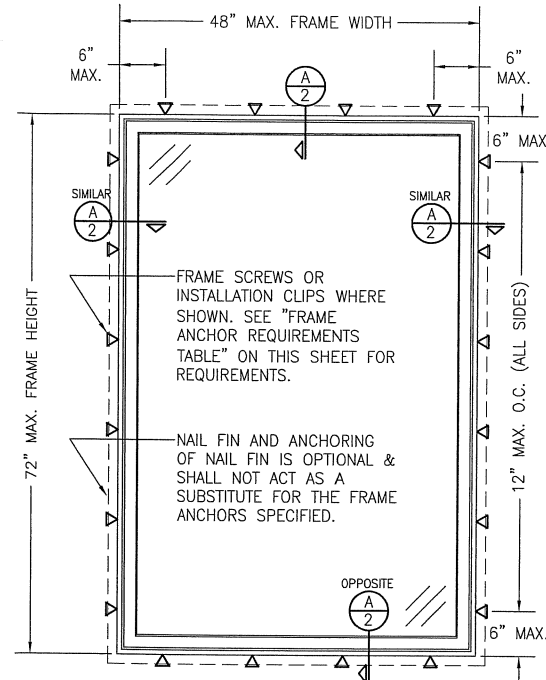 48" MAX. FRAME WIDTH
6"
MAX.
6"
MAX.
A
2
6" MAX
SIMILAR
A
2
SIMILAR
A
2
FRAME SCREWS OR
INSTALLATION CLIPS WHERE
SHOWN. SEE "FRAME
ANCHOR REQUIREMENTS
TABLE" ON THIS SHEET FOR
REQUIREMENTS.
72" MAX. FRAME HEIGHT
12" MAX. O.C. (ALL SIDES)
NAIL FIN AND ANCHORING
OF NAIL FIN IS OPTIONAL &
SHALL NOT ACT AS A
SUBSTITUTE FOR THE FRAME
ANCHORS SPECIFIED.
OPPOSITE
A
2
6" MAX.